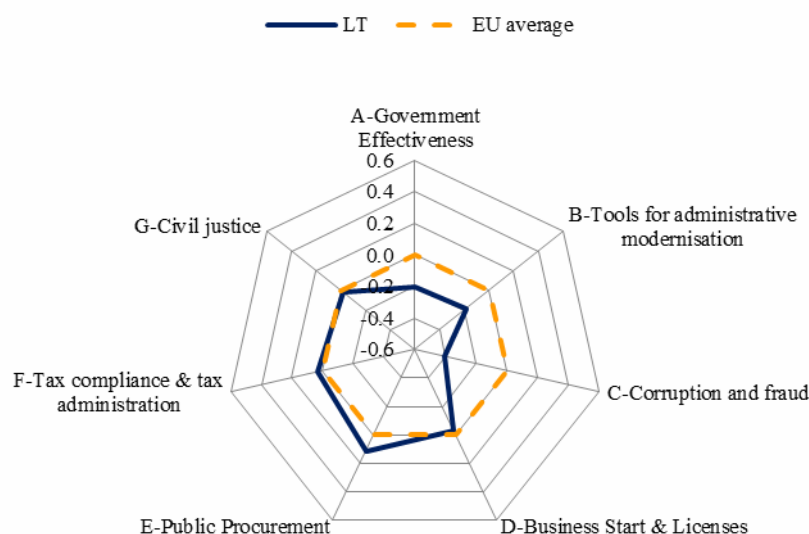 LT EU average
A-Government
Effectiveness
0.6
0.4
0.2
0.0
-0.2
-0.4
-0.6
B-Tools for administrative
modernisation
C-Corruption and fraud
D-Business Start & Licenses
E-Public Procurement
F-Tax compliance & tax
administration
G-Civil justice